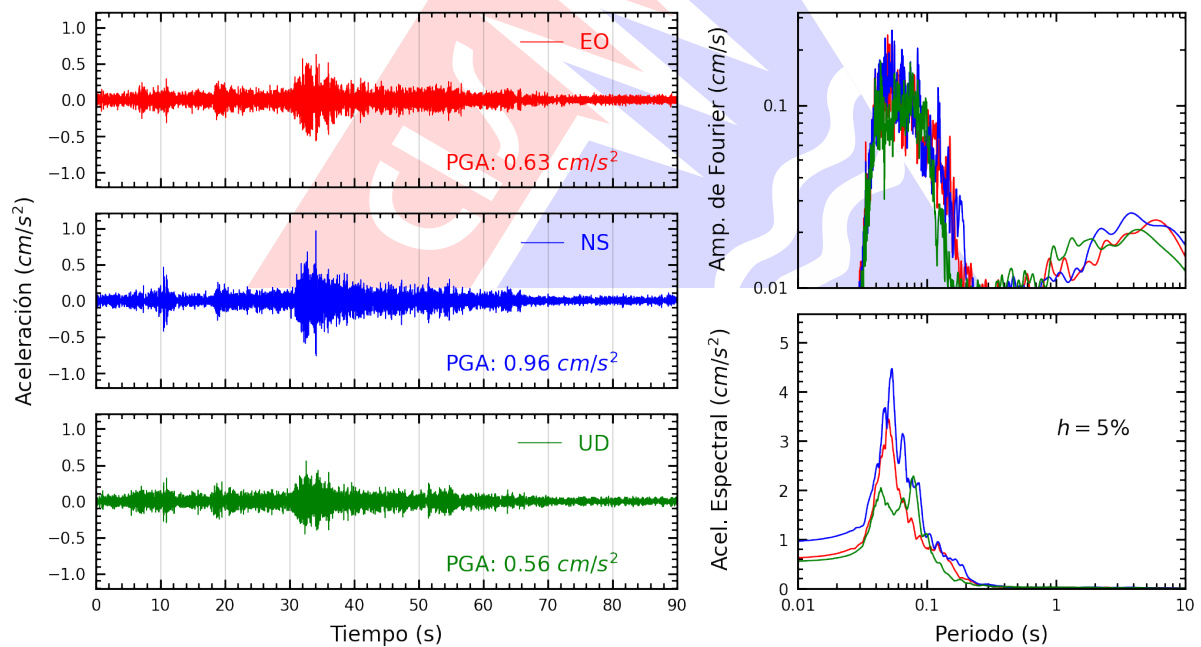 Aceleración (cm/s²)
1.0
0.5
0.0
−0.5
−1.0
EO
PGA: 0.63 cm/s²
1.0
0.5
0.0
−0.5
−1.0
NS
PGA: 0.96 cm/s²
1.0
0.5
0.0
−0.5
−1.0
UD
PGA: 0.56 cm/s²
0 10 20 30 40 50 60 70 80 90
Tiempo (s)
Amp. de Fourier (cm/s)
0.1
0.01
Acel. Espectral (cm/s²)
5
4
3
2
1
0
h = 5%
0.01 0.1 1 10
Periodo (s)